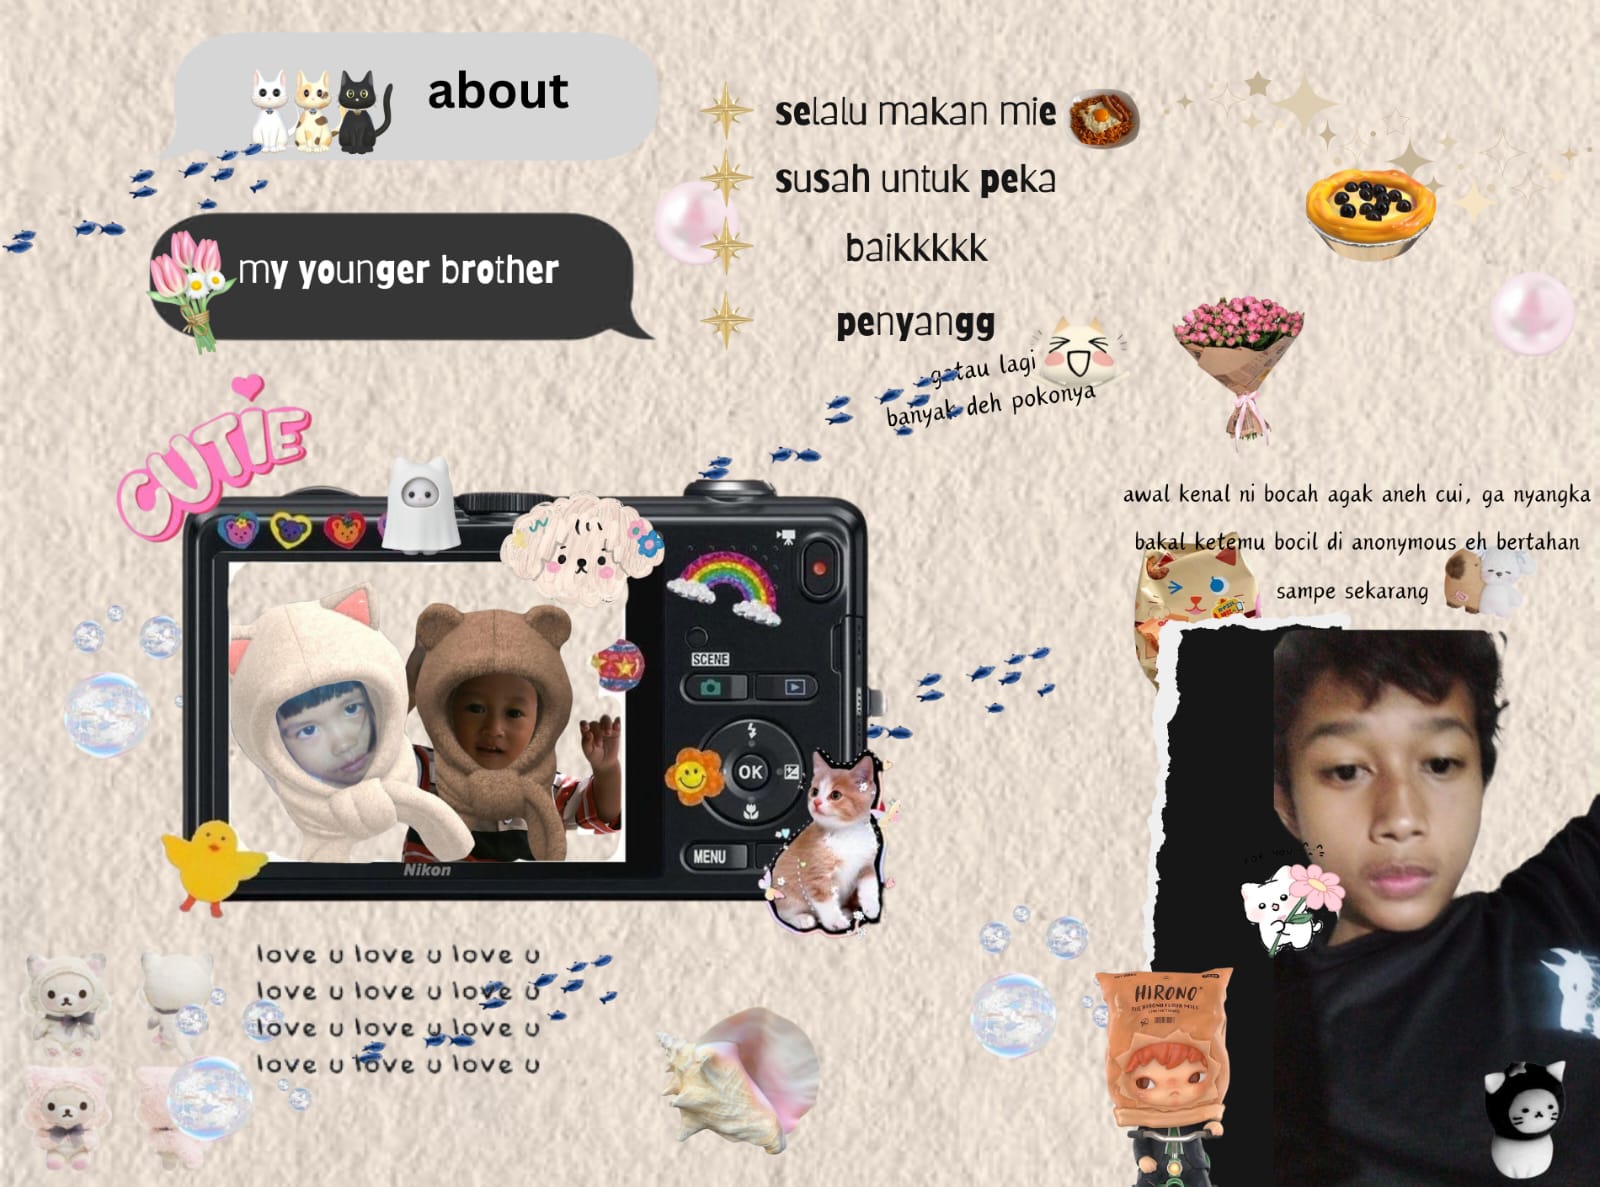 about
my younger brother
selalu makan mie
susah untuk peka
baikkkkk
penyangg
gatau lagi
banyak deh pokonya
CUTIE
awal kenal ni bocah agak aneh cui, ga nyangka
bakal ketemu bocil di anonymous eh bertahan
sampe sekarang
SCENE
OK
MENU
Nikon
FOR YOU
love u love u love u
love u love u love u
love u love u love u
love u love u love u
HIRONO